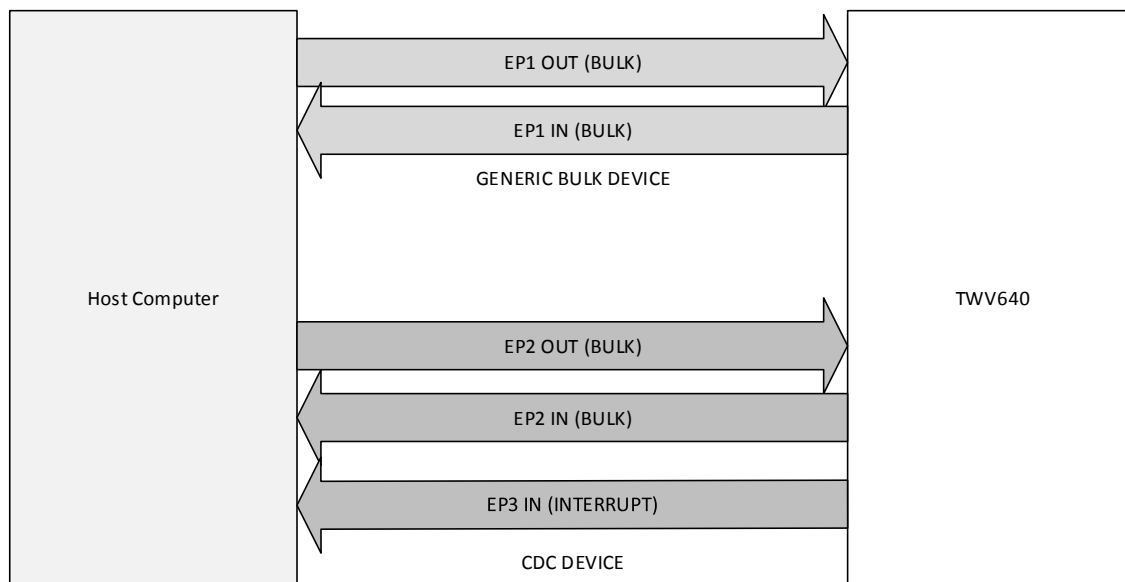 EP1 OUT (BULK)
EP1 IN (BULK)
GENERIC BULK DEVICE
Host Computer
TWV640
EP2 OUT (BULK)
EP2 IN (BULK)
EP3 IN (INTERRUPT)
CDC DEVICE